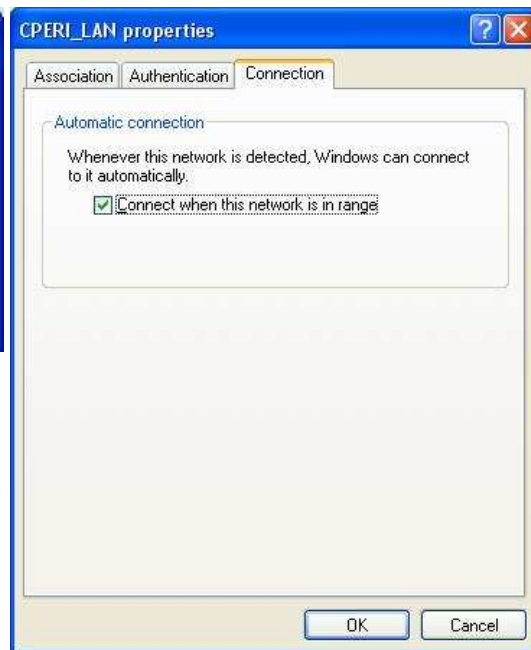 CPERI_LAN properties
Association Authentication Connection
Automatic connection
Whenever this network is detected, Windows can connect
to it automatically.
Connect when this network is in range
OK Cancel